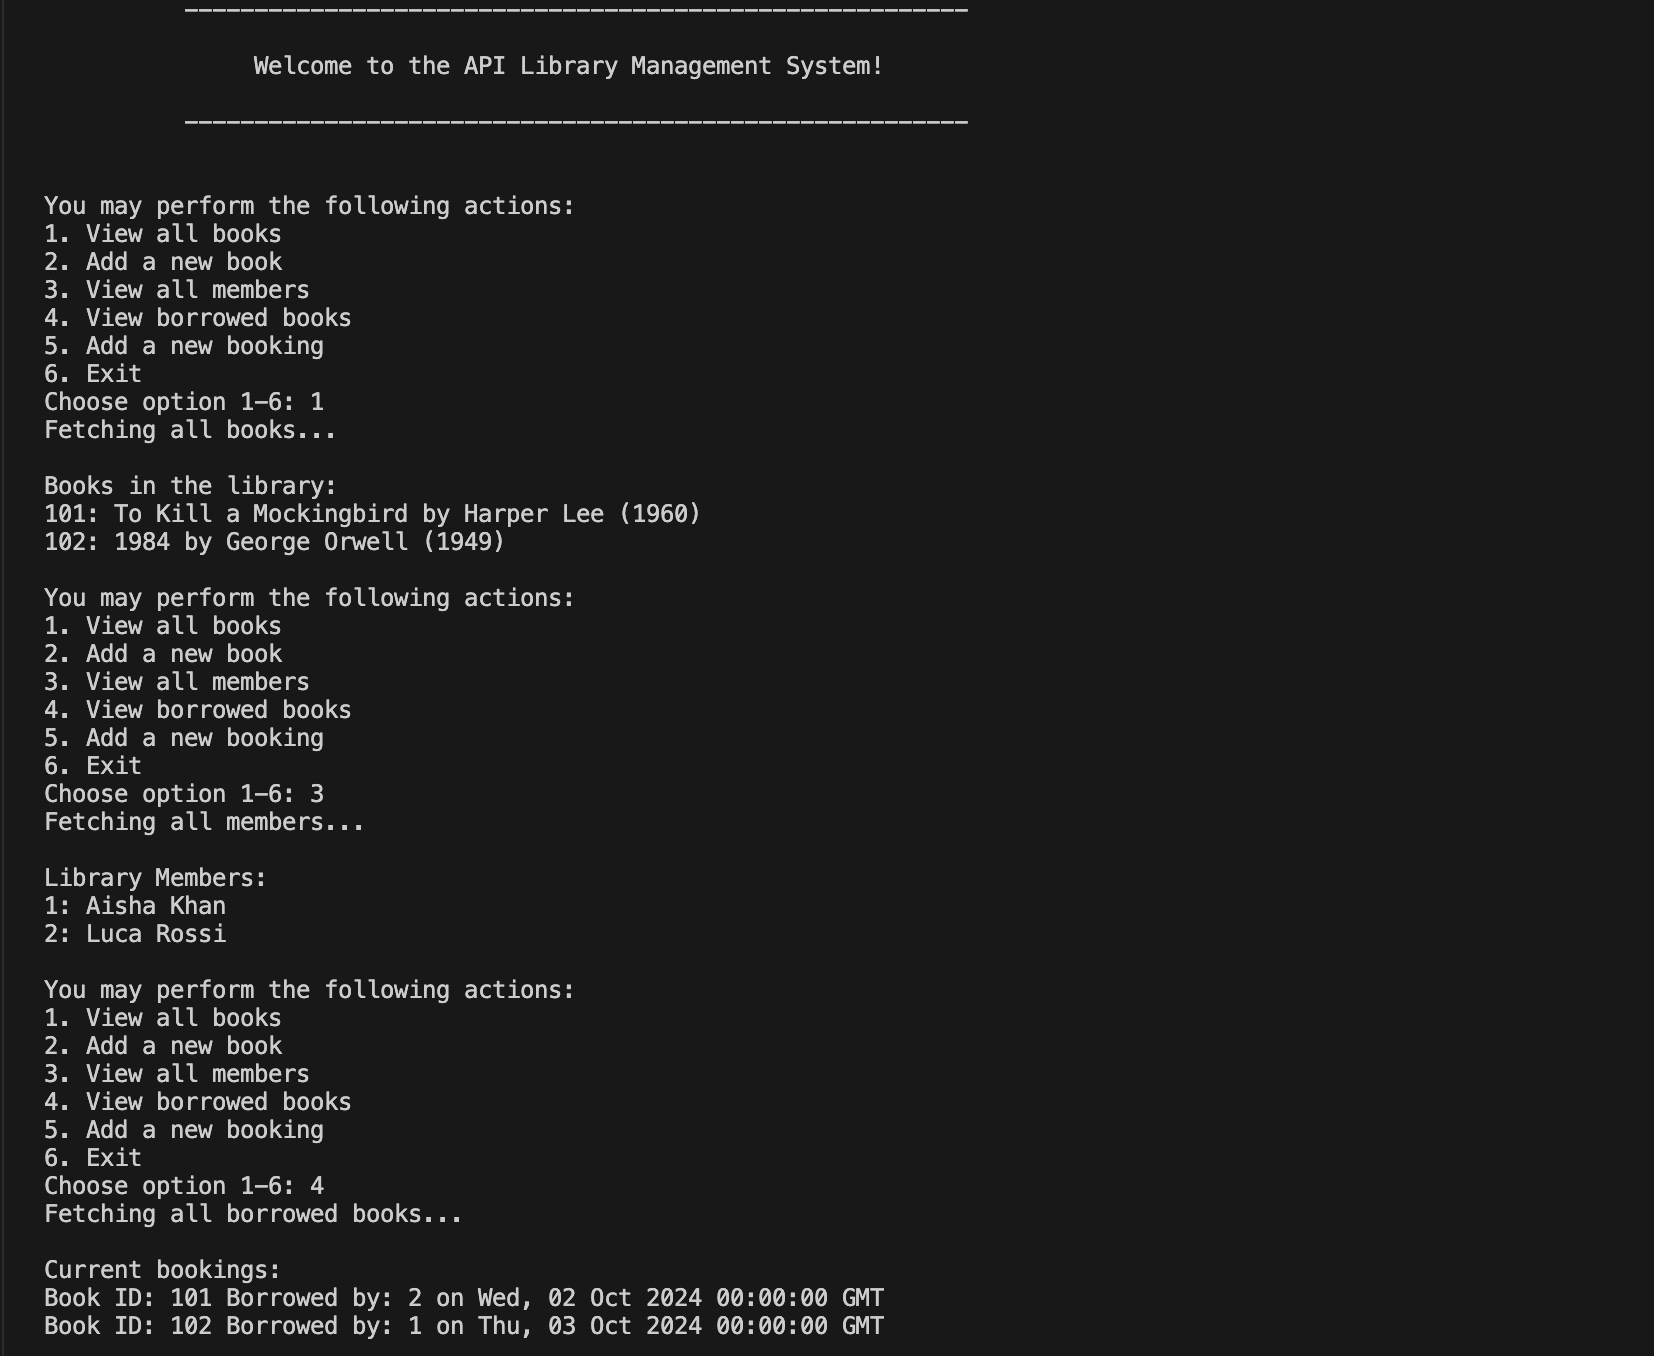 --------------------------------------------------------
Welcome to the API Library Management System!
--------------------------------------------------------
You may perform the following actions:
1. View all books
2. Add a new book
3. View all members
4. View borrowed books
5. Add a new booking
6. Exit
Choose option 1-6: 1
Fetching all books...
Books in the library:
101: To Kill a Mockingbird by Harper Lee (1960)
102: 1984 by George Orwell (1949)
You may perform the following actions:
1. View all books
2. Add a new book
3. View all members
4. View borrowed books
5. Add a new booking
6. Exit
Choose option 1-6: 3
Fetching all members...
Library Members:
1: Aisha Khan
2: Luca Rossi
You may perform the following actions:
1. View all books
2. Add a new book
3. View all members
4. View borrowed books
5. Add a new booking
6. Exit
Choose option 1-6: 4
Fetching all borrowed books...
Current bookings:
Book ID: 101 Borrowed by: 2 on Wed, 02 Oct 2024 00:00:00 GMT
Book ID: 102 Borrowed by: 1 on Thu, 03 Oct 2024 00:00:00 GMT